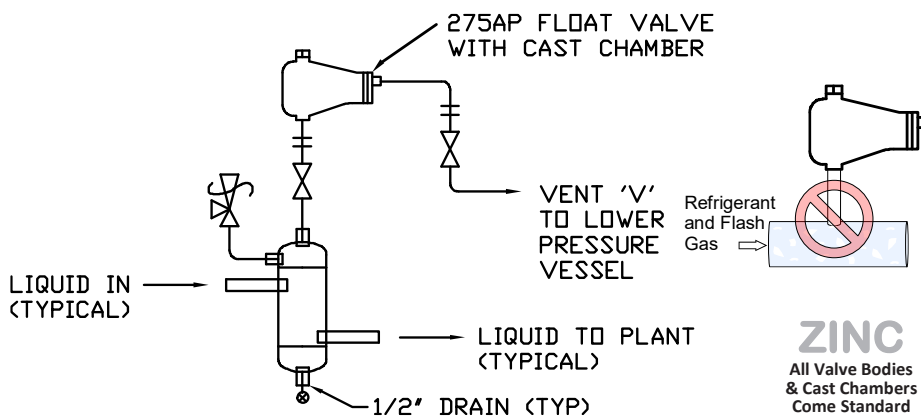 275AP FLOAT VALVE
WITH CAST CHAMBER
VENT 'V'
TO LOWER
PRESSURE
VESSEL
Refrigerant
and Flash
Gas
LIQUID IN
(TYPICAL)
LIQUID TO PLANT
(TYPICAL)
1/2" DRAIN (TYP)
ZINC
All Valve Bodies
& Cast Chambers
Come Standard